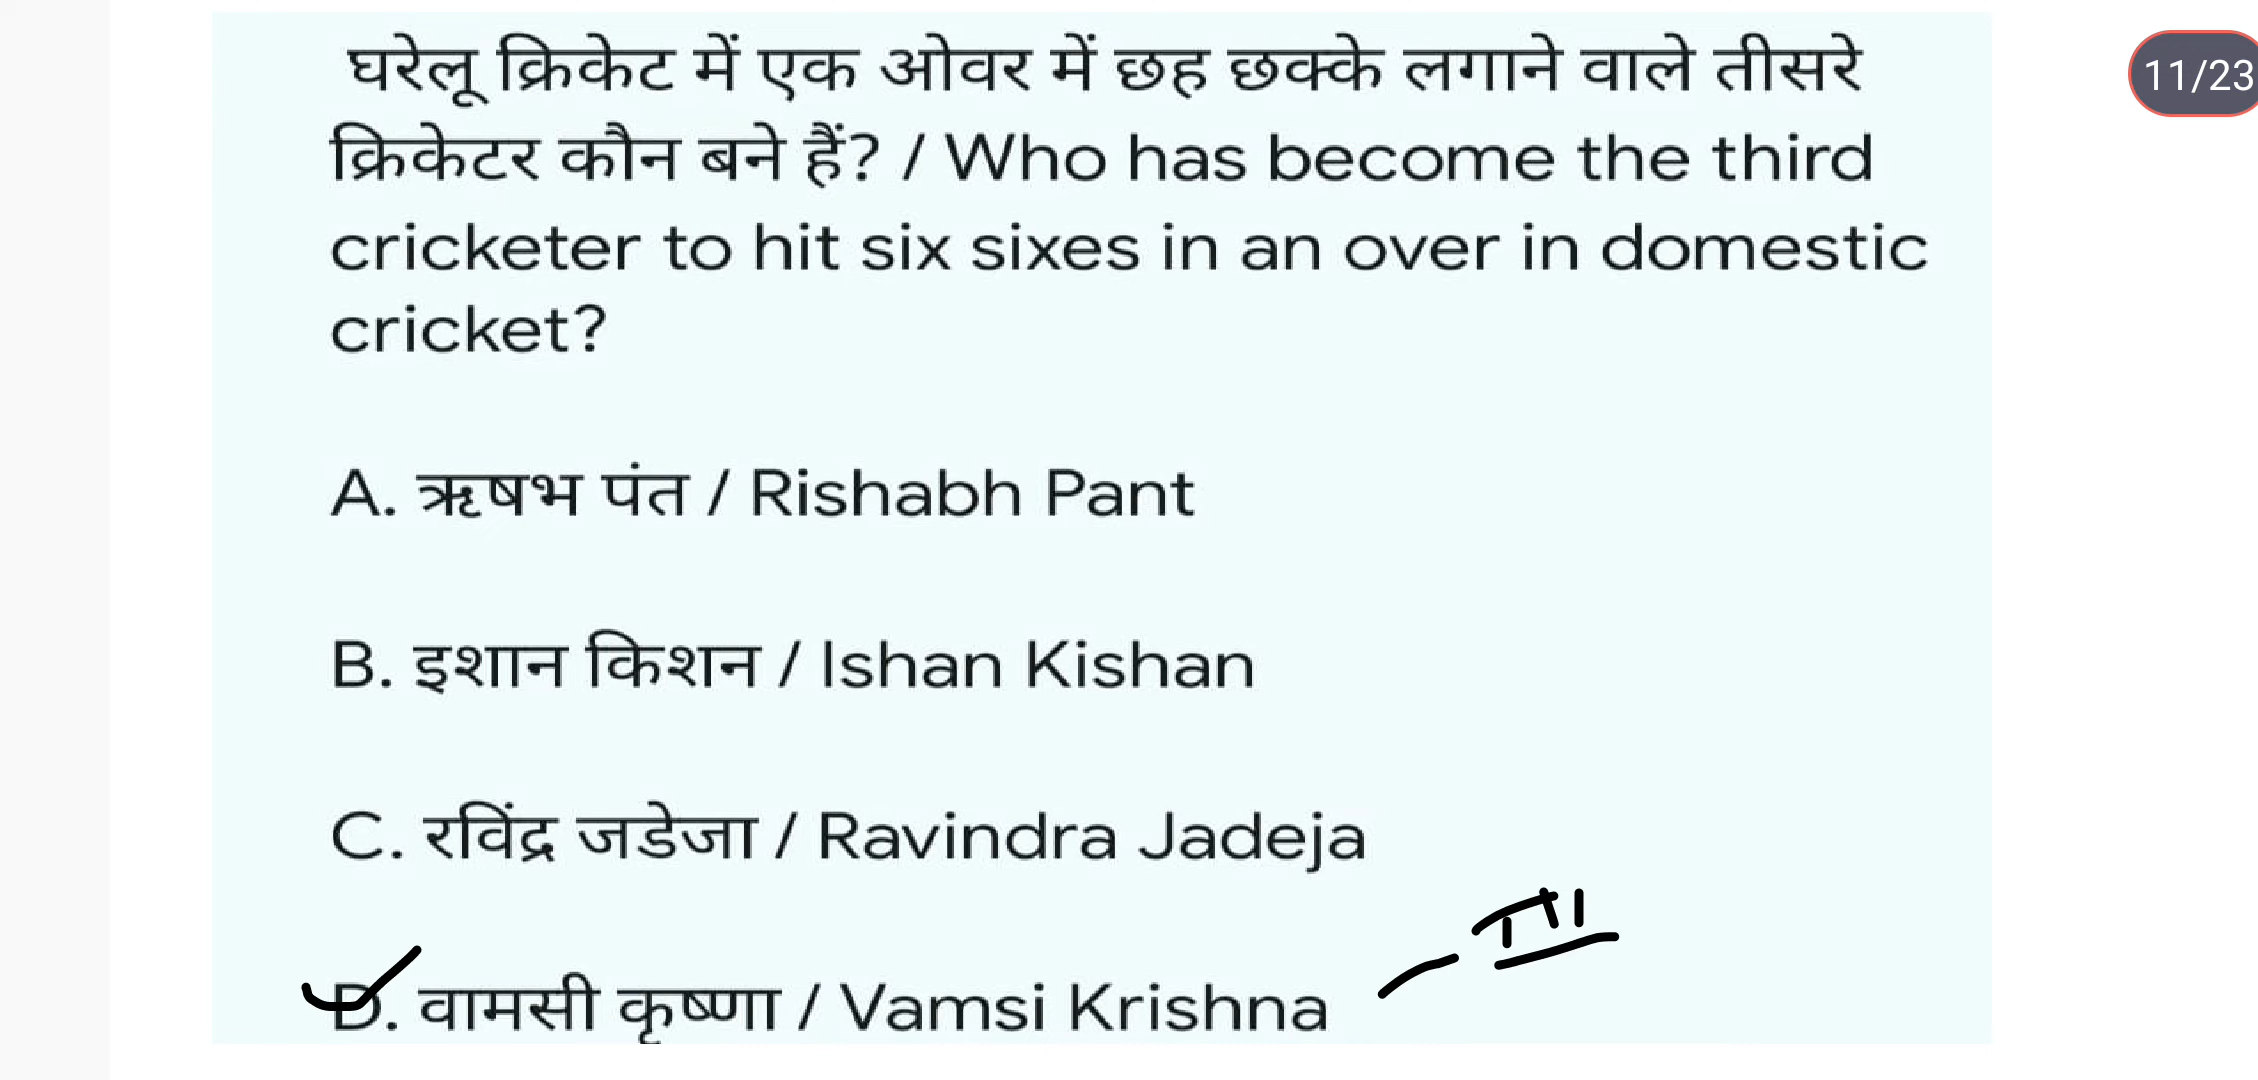 घरेलू क्रिकेट में एक ओवर में छह छक्के लगाने वाले तीसरे
11/23
क्रिकेटर कौन बने हैं? / Who has become the third
cricketer to hit six sixes in an over in domestic
cricket?
A. ऋषभ पंत / Rishabh Pant
B. इशान किशन / Ishan Kishan
C. रविंद्र जडेजा / Ravindra Jadeja
D. वामसी कृष्णा / Vamsi Krishna